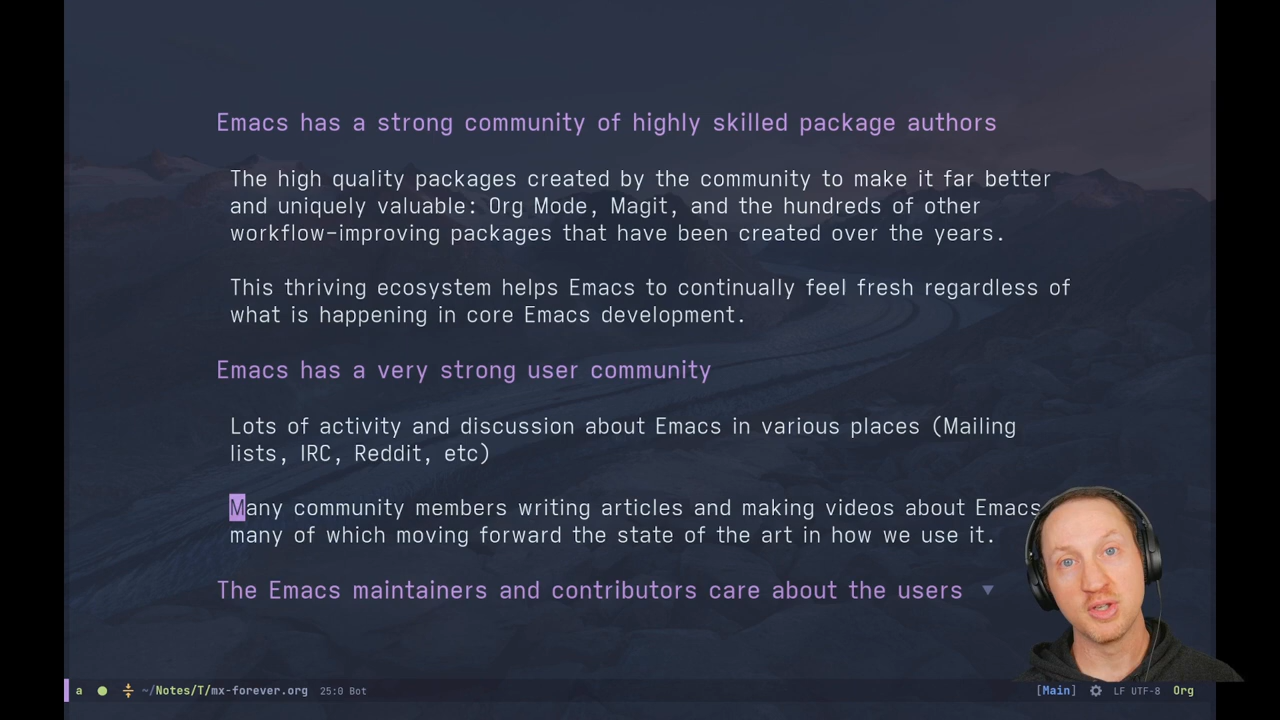 Emacs has a strong community of highly skilled package authors
The high quality packages created by the community to make it far better
and uniquely valuable: Org Mode, Magit, and the hundreds of other
workflow-improving packages that have been created over the years.
This thriving ecosystem helps Emacs to continually feel fresh regardless of
what is happening in core Emacs development.
Emacs has a very strong user community
Lots of activity and discussion about Emacs in various places (Mailing
lists, IRC, Reddit, etc)
Many community members writing articles and making videos about Emacs
many of which moving forward the state of the art in how we use it.
The Emacs maintainers and contributors care about the users ▼
a ~/Notes/T/mx-forever.org 25:0 Bot [Main] LF UTF-8 Org